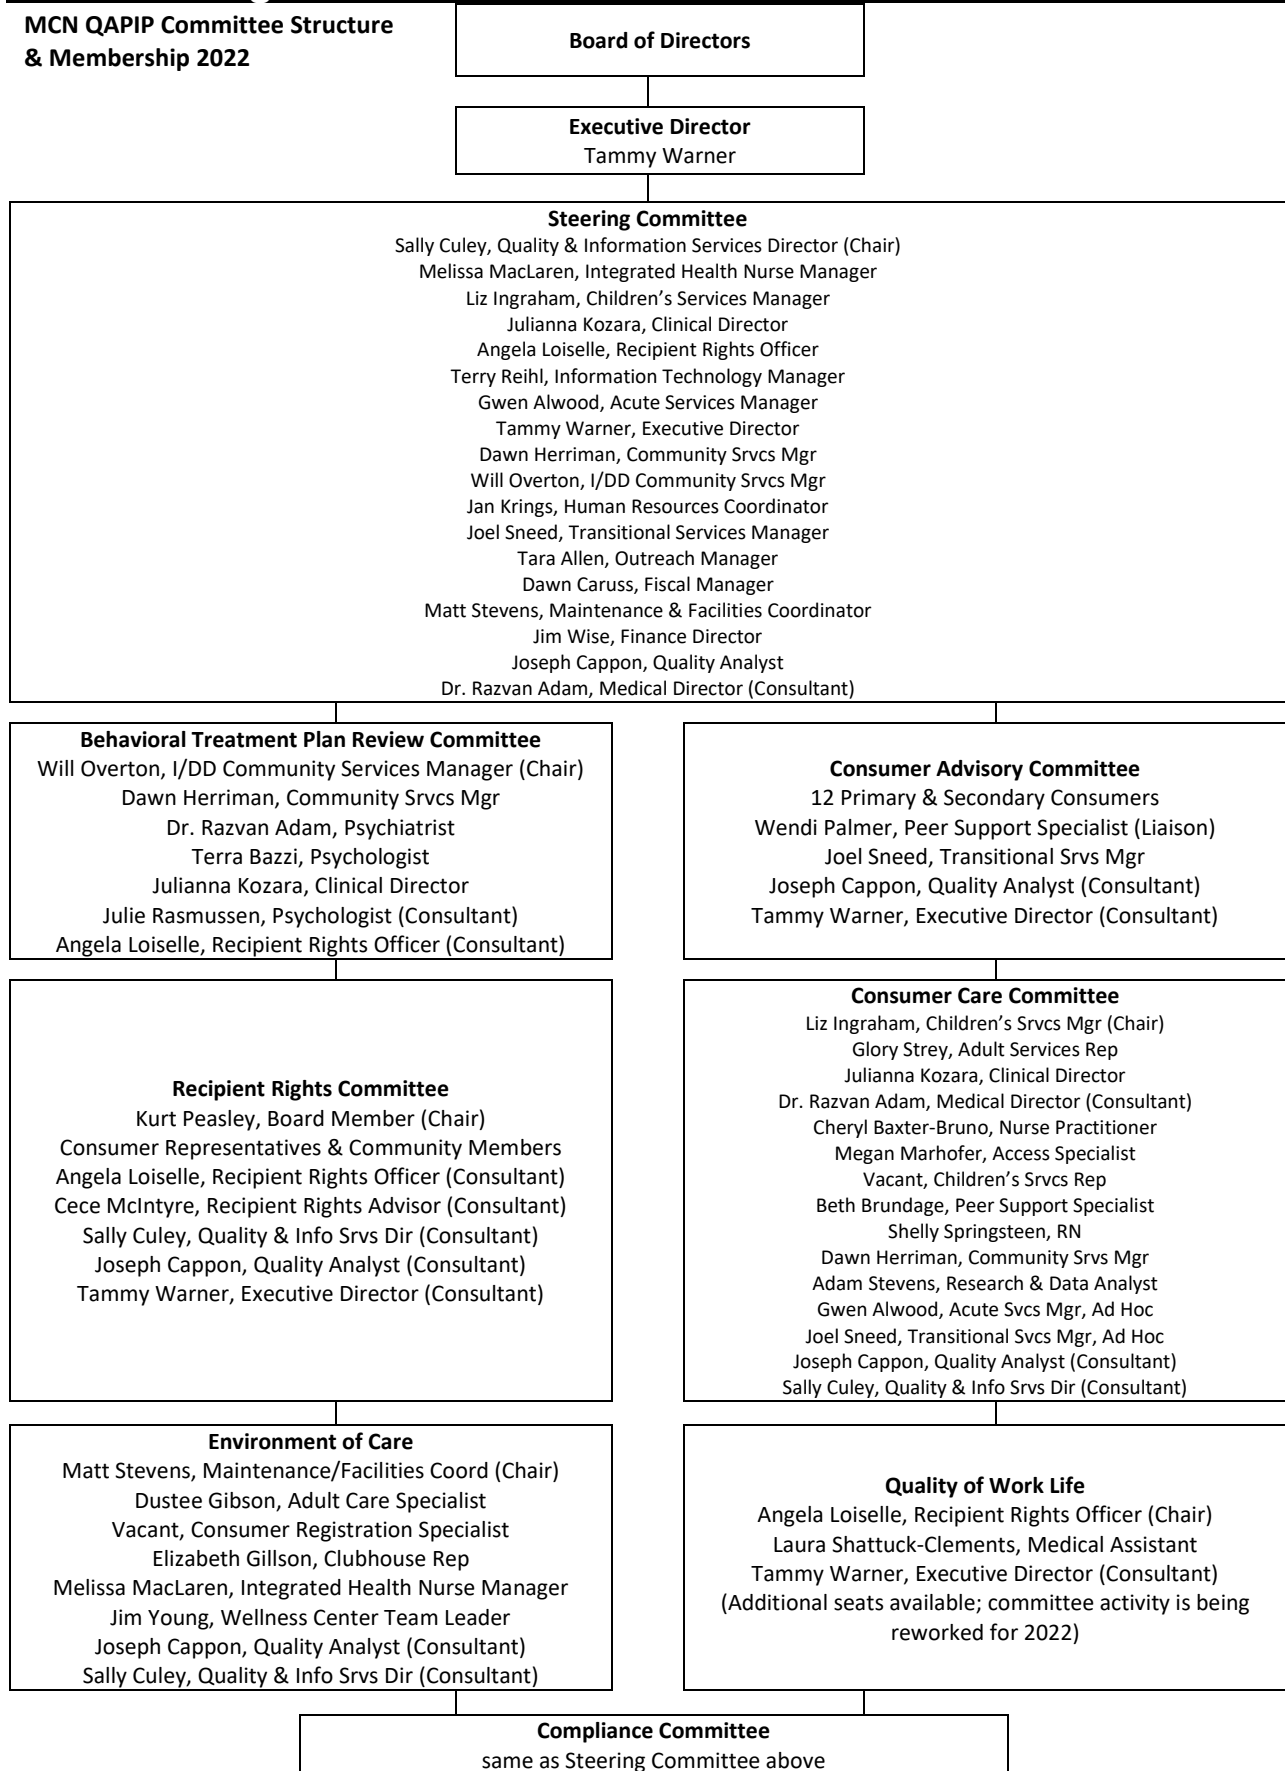 MCN QAPIP Committee Structure
& Membership 2022
Board of Directors
Executive Director
Tammy Warner
Steering Committee
Sally Culey, Quality & Information Services Director (Chair)
Melissa MacLaren, Integrated Health Nurse Manager
Liz Ingraham, Children’s Services Manager
Julianna Kozara, Clinical Director
Angela Loiselle, Recipient Rights Officer
Terry Reihl, Information Technology Manager
Gwen Alwood, Acute Services Manager
Tammy Warner, Executive Director
Dawn Herriman, Community Srvcs Mgr
Will Overton, I/DD Community Srvcs Mgr
Jan Krings, Human Resources Coordinator
Joel Sneed, Transitional Services Manager
Tara Allen, Outreach Manager
Dawn Caruss, Fiscal Manager
Matt Stevens, Maintenance & Facilities Coordinator
Jim Wise, Finance Director
Joseph Cappon, Quality Analyst
Dr. Razvan Adam, Medical Director (Consultant)
Behavioral Treatment Plan Review Committee
Will Overton, I/DD Community Services Manager (Chair)
Dawn Herriman, Community Srvcs Mgr
Dr. Razvan Adam, Psychiatrist
Terra Bazzi, Psychologist
Julianna Kozara, Clinical Director
Julie Rasmussen, Psychologist (Consultant)
Angela Loiselle, Recipient Rights Officer (Consultant)
Consumer Advisory Committee
12 Primary & Secondary Consumers
Wendi Palmer, Peer Support Specialist (Liaison)
Joel Sneed, Transitional Srvs Mgr
Joseph Cappon, Quality Analyst (Consultant)
Tammy Warner, Executive Director (Consultant)
Recipient Rights Committee
Kurt Peasley, Board Member (Chair)
Consumer Representatives & Community Members
Angela Loiselle, Recipient Rights Officer (Consultant)
Cece McIntyre, Recipient Rights Advisor (Consultant)
Sally Culey, Quality & Info Srvs Dir (Consultant)
Joseph Cappon, Quality Analyst (Consultant)
Tammy Warner, Executive Director (Consultant)
Consumer Care Committee
Liz Ingraham, Children’s Srvcs Mgr (Chair)
Glory Strey, Adult Services Rep
Julianna Kozara, Clinical Director
Dr. Razvan Adam, Medical Director (Consultant)
Cheryl Baxter-Bruno, Nurse Practitioner
Megan Marhofer, Access Specialist
Vacant, Children’s Srvcs Rep
Beth Brundage, Peer Support Specialist
Shelly Springsteen, RN
Dawn Herriman, Community Srvs Mgr
Adam Stevens, Research & Data Analyst
Gwen Alwood, Acute Svcs Mgr, Ad Hoc
Joel Sneed, Transitional Svcs Mgr, Ad Hoc
Joseph Cappon, Quality Analyst (Consultant)
Sally Culey, Quality & Info Srvs Dir (Consultant)
Environment of Care
Matt Stevens, Maintenance/Facilities Coord (Chair)
Dustee Gibson, Adult Care Specialist
Vacant, Consumer Registration Specialist
Elizabeth Gillson, Clubhouse Rep
Melissa MacLaren, Integrated Health Nurse Manager
Jim Young, Wellness Center Team Leader
Joseph Cappon, Quality Analyst (Consultant)
Sally Culey, Quality & Info Srvs Dir (Consultant)
Quality of Work Life
Angela Loiselle, Recipient Rights Officer (Chair)
Laura Shattuck-Clements, Medical Assistant
Tammy Warner, Executive Director (Consultant)
(Additional seats available; committee activity is being
reworked for 2022)
Compliance Committee
same as Steering Committee above